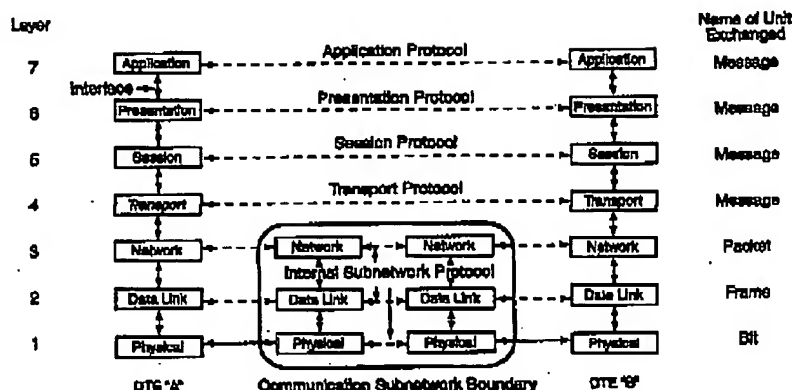 Layer
Name of Unit Exchanged
Application Protocol
7 Application Application Message
Interface
Presentation Protocol
6 Presentation Presentation Message
Session Protocol
5 Session Session Message
Transport Protocol
4 Transport Transport Message
3 Network Network Network Network Packet
Internal Subnetwork Protocol
2 Data Link Data Link Data Link Data Link Frame
1 Physical Physical Physical Physical Bit
DTE "A" Communication Subnetwork Boundary DTE "B"